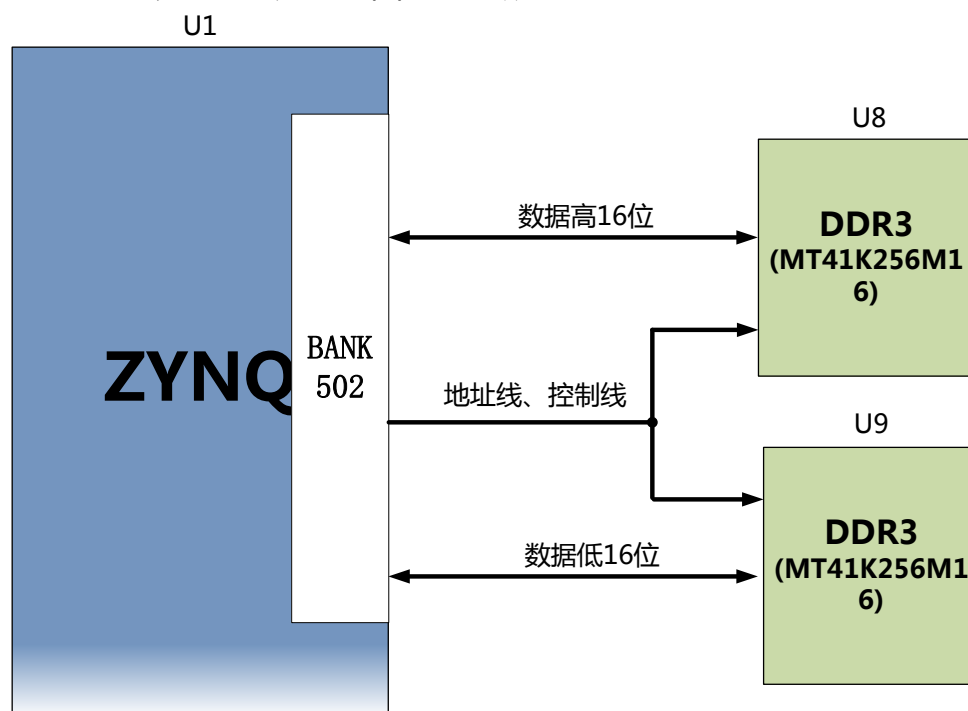 U1
ZYNQ
BANK
502
数据高16位
地址线、控制线
数据低16位
U8
DDR3
(MT41K256M1
6)
U9
DDR3
(MT41K256M1
6)